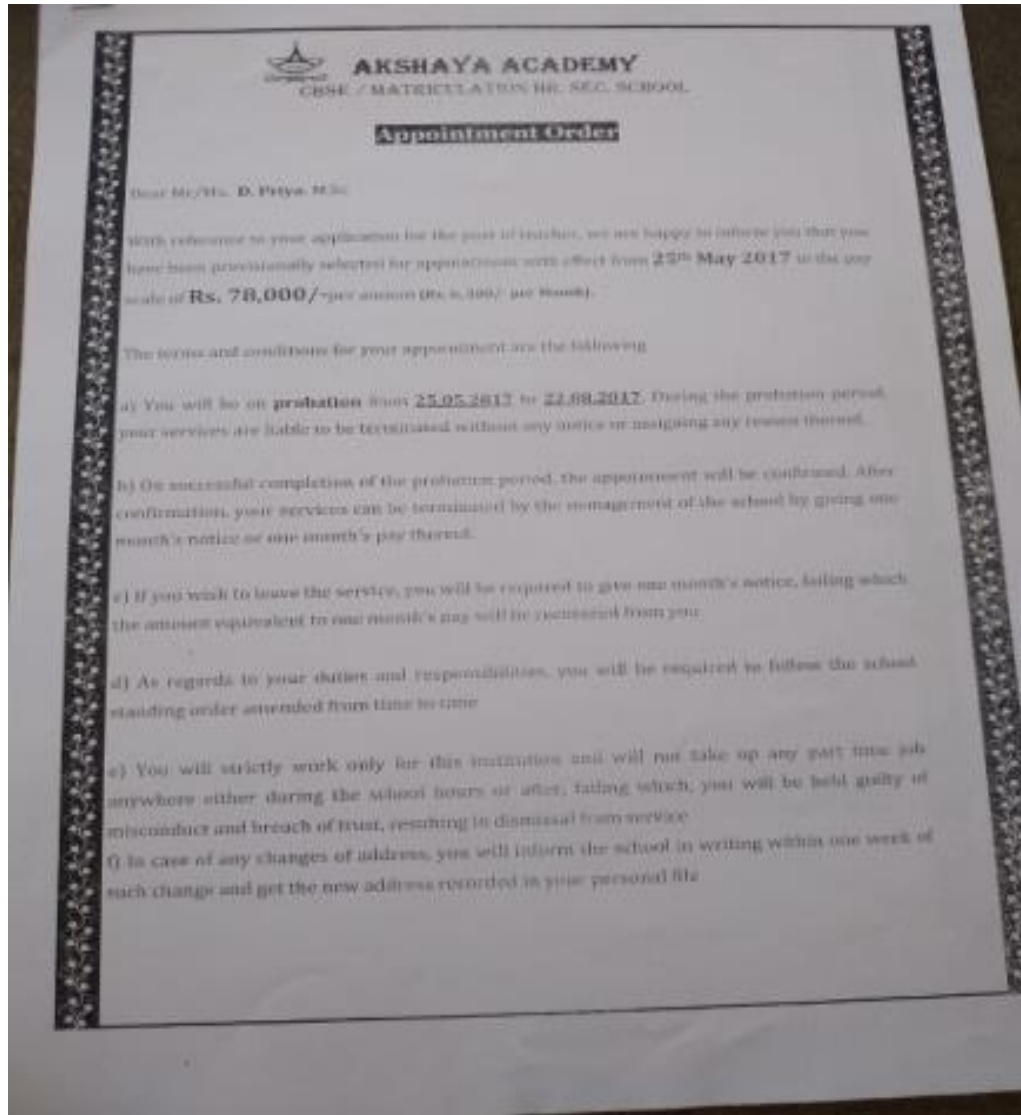 AKSHAYA ACADEMY
CBSE / MATRICULATION HR. SEC. SCHOOL
Appointment Order
Dear Mr/Ms. D. Priya. M.Sc
With reference to your application for the post of teacher, we are happy to inform you that you
have been provisionally selected for appointment with effect from 25th May 2017 in the pay
scale of Rs. 78,000/-per annum (Rs. 6,500/- per Month).
The terms and conditions for your appointment are the following
a) You will be on probation from 25.05.2017 to 22.08.2017. During the probation period,
your services are liable to be terminated without any notice or assigning any reason thereof.
b) On successful completion of the probation period, the appointment will be confirmed. After
confirmation, your services can be terminated by the management of the school by giving one
month's notice or one month's pay thereof.
c) If you wish to leave the service, you will be required to give one month's notice, failing which
the amount equivalent to one month's pay will be recovered from you
d) As regards to your duties and responsibilities, you will be required to follow the school
standing order amended from time to time
e) You will strictly work only for this institution and will not take up any part time job
anywhere either during the school hours or after, failing which, you will be held guilty of
misconduct and breach of trust, resulting in dismissal from service
f) In case of any changes of address, you will inform the school in writing within one week of
such change and get the new address recorded in your personal file